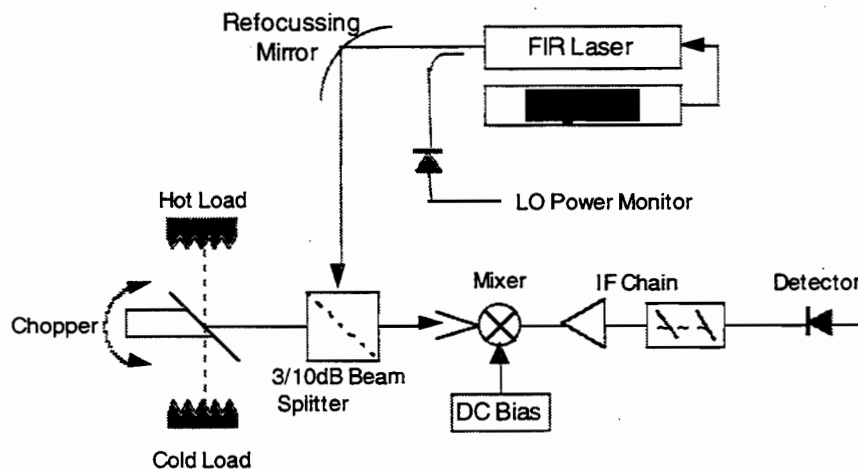 Refocussing
Mirror
FIR Laser
LO Power Monitor
Hot Load
Mixer
IF Chain
Detector
Chopper
3/10dB Beam
Splitter
DC Bias
Cold Load